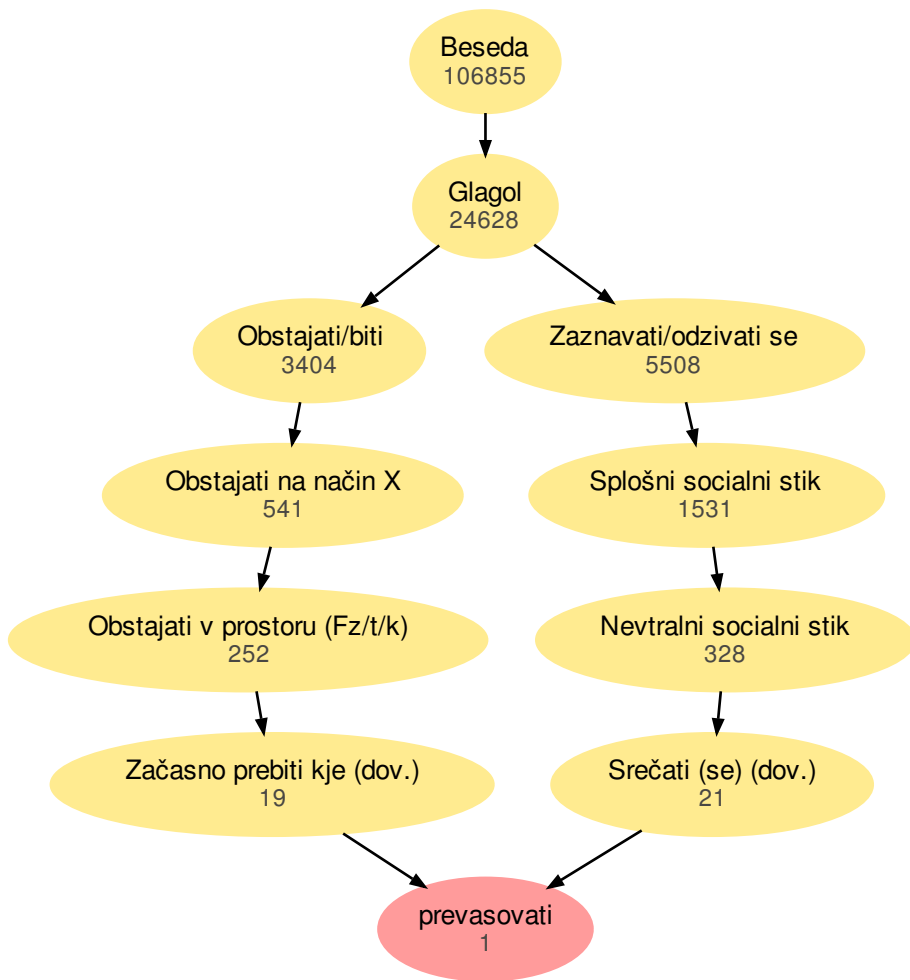 Beseda
106855
Glagol
24628
Obstajati/biti
3404
Zaznavati/odzivati se
5508
Obstajati na način X
541
Splošni socialni stik
1531
Obstajati v prostoru (Fz/t/k)
252
Nevtralni socialni stik
328
Začasno prebiti kje (dov.)
19
Srečati (se) (dov.)
21
prevasovati
1